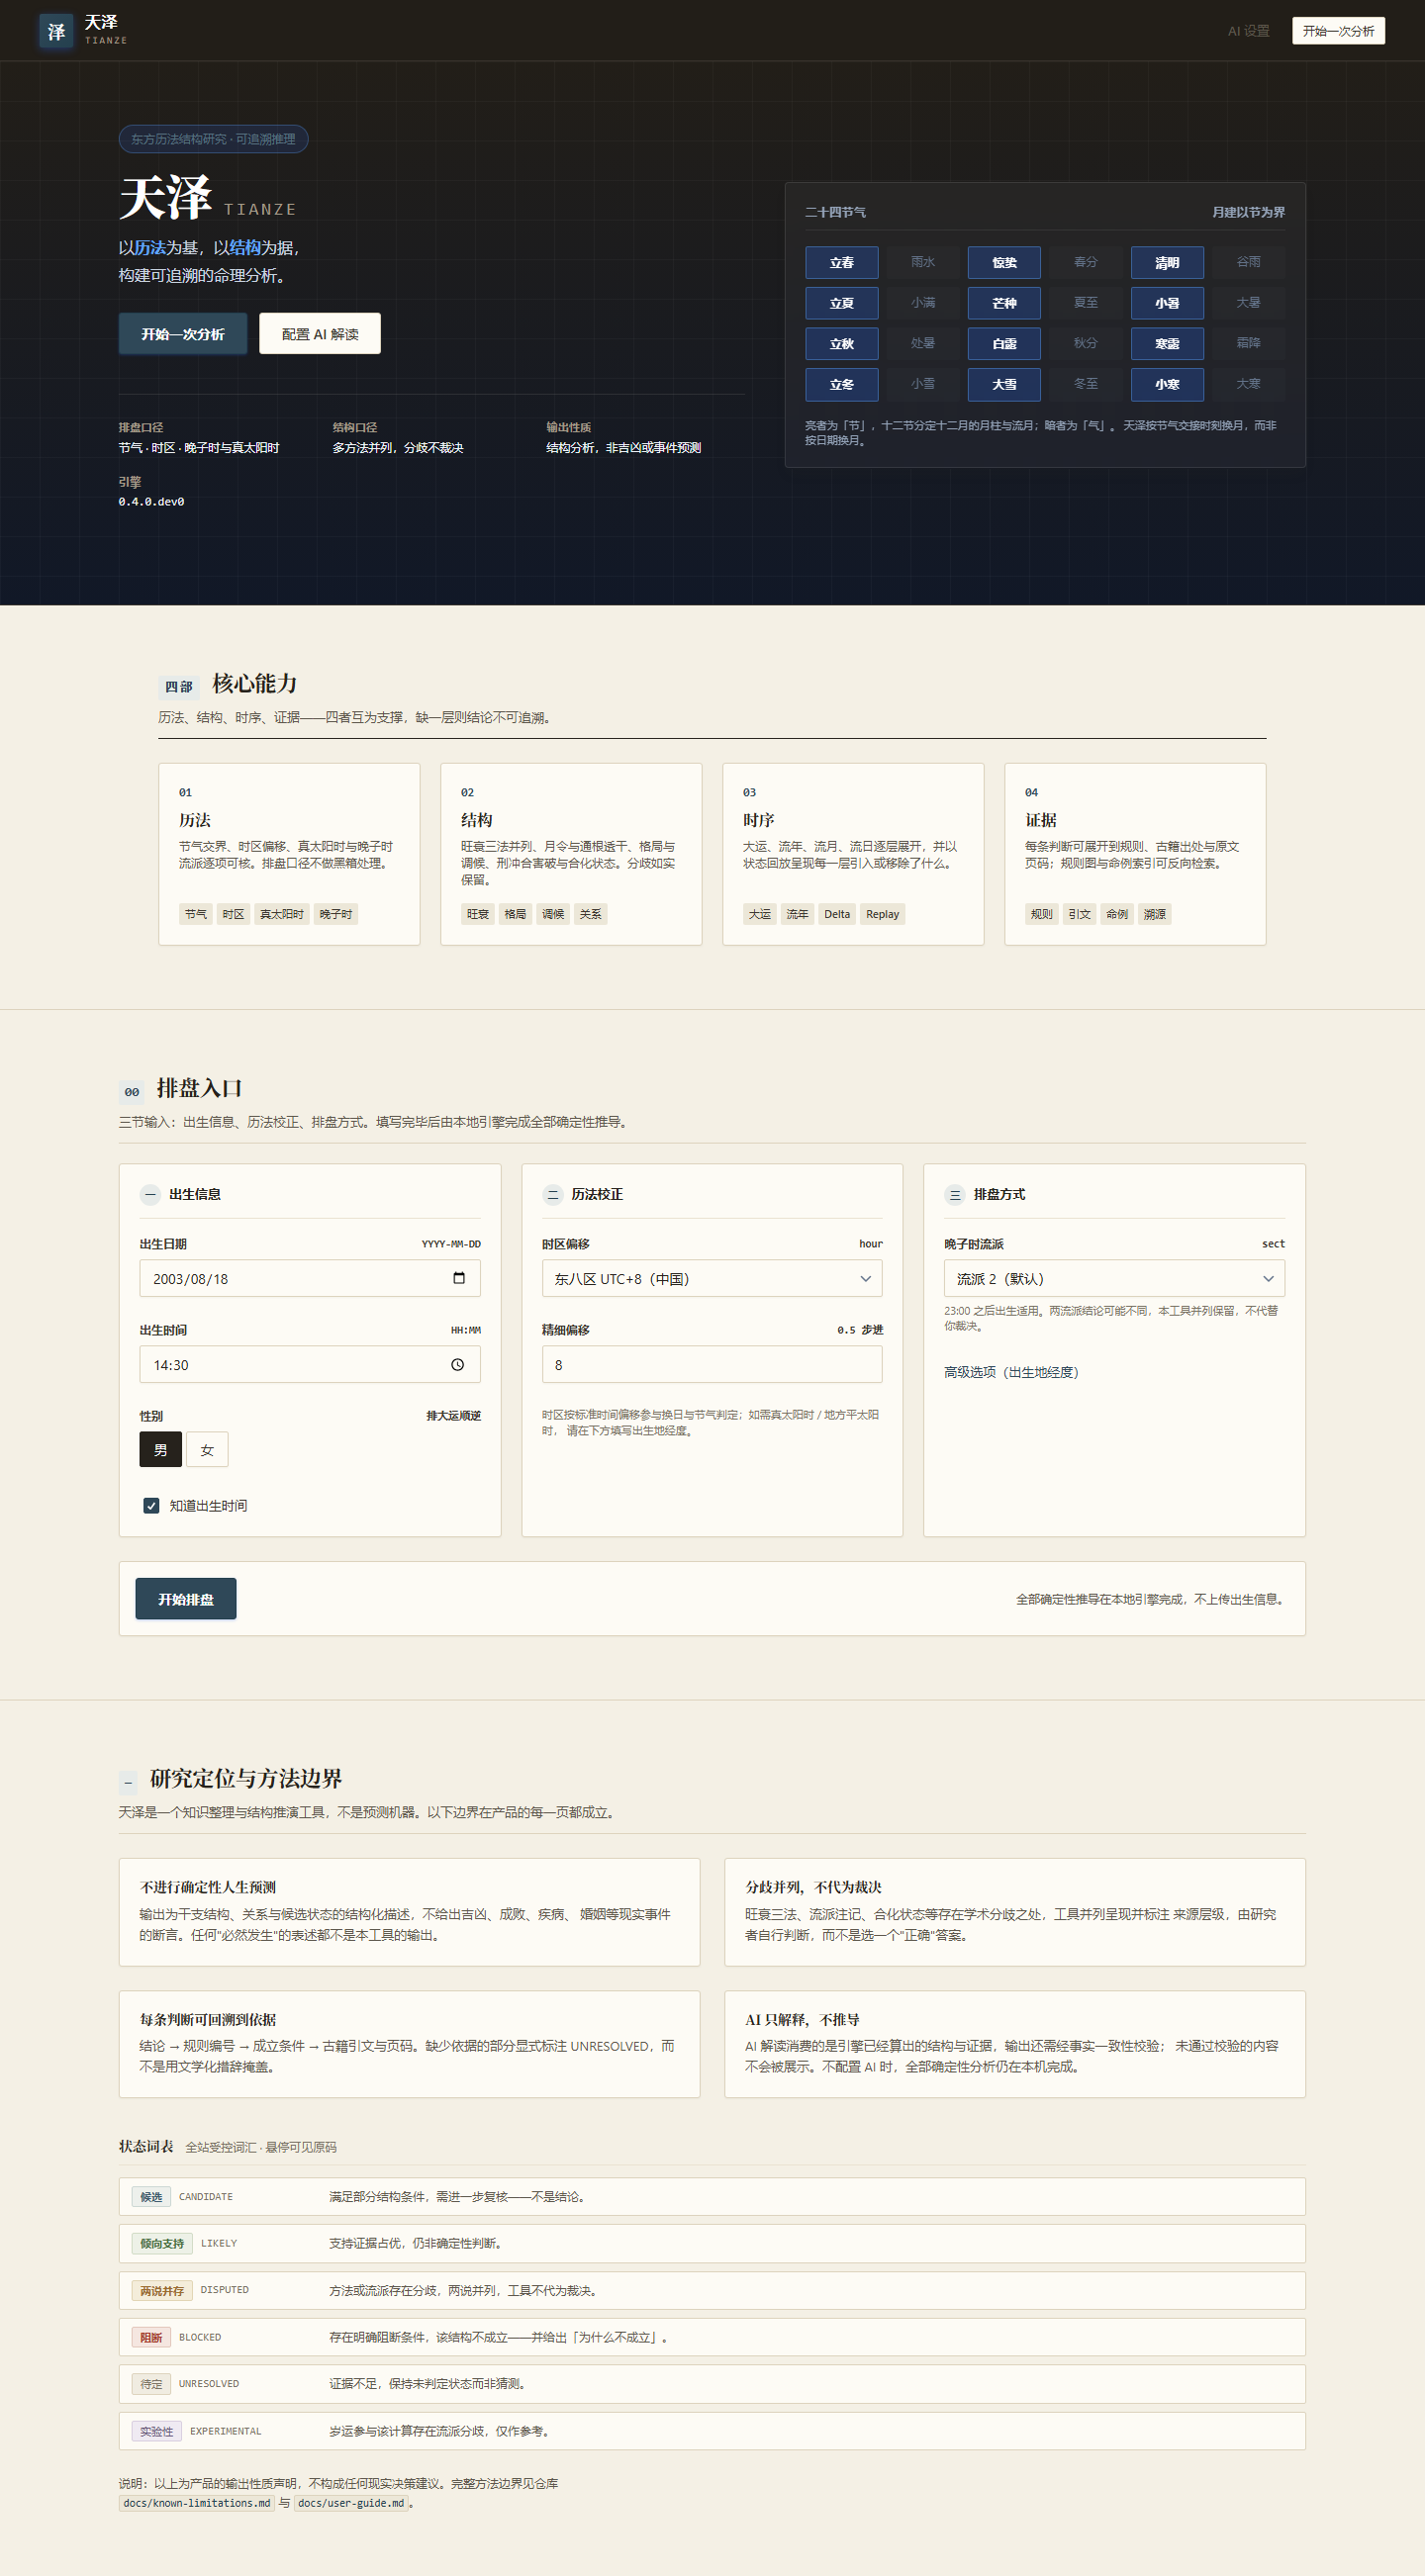 泽
天泽
TIANZE
AI 设置
开始一次分析
东方历法结构研究 · 可追溯推理
天泽 TIANZE
以历法为基，以结构为据，
构建可追溯的命理分析。
开始一次分析
配置 AI 解读
排盘口径
节气 · 时区 · 晚子时与真太阳时
结构口径
多方法并列，分歧不裁决
输出性质
结构分析，非吉凶或事件预测
引擎
0.4.0.dev0
二十四节气
月建以节为界
立春 雨水 惊蛰 春分 清明 谷雨
立夏 小满 芒种 夏至 小暑 大暑
立秋 处暑 白露 秋分 寒露 霜降
立冬 小雪 大雪 冬至 小寒 大寒
亮者为「节」，十二节分定十二月的月柱与流月；暗者为「气」。 天泽按节气交接时刻换月，而非
按日期换月。
四部 核心能力
历法、结构、时序、证据——四者互为支撑，缺一层则结论不可追溯。
01
历法
节气交界、时区偏移、真太阳时与晚子时
流派逐项可核。排盘口径不做黑箱处理。
节气 时区 真太阳时 晚子时
02
结构
旺衰三法并列、月令与通根透干、格局与
调候、刑冲合害破与合化状态。分歧如实
保留。
旺衰 格局 调候 关系
03
时序
大运、流年、流月、流日逐层展开，并以
状态回放呈现每一层引入或移除了什么。
大运 流年 Delta Replay
04
证据
每条判断可展开到规则、古籍出处与原文
页码；规则图与命例索引可反向检索。
规则 引文 命例 溯源
00 排盘入口
三节输入：出生信息、历法校正、排盘方式。填写完毕后由本地引擎完成全部确定性推导。
一 出生信息
出生日期 YYYY-MM-DD
2003/08/18
出生时间 HH:MM
14:30
性别 排大运顺逆
男 女
知道出生时间
二 历法校正
时区偏移 hour
东八区 UTC+8（中国）
精细偏移 0.5 步进
8
时区按标准时间偏移参与换日与节气判定；如需真太阳时 / 地方平太阳
时， 请在下方填写出生地经度。
三 排盘方式
晚子时流派 sect
流派 2（默认）
23:00 之后出生适用。两流派结论可能不同，本工具并列保留，不代替
你裁决。
高级选项（出生地经度）
开始排盘
全部确定性推导在本地引擎完成，不上传出生信息。
— 研究定位与方法边界
天泽是一个知识整理与结构推演工具，不是预测机器。以下边界在产品的每一页都成立。
不进行确定性人生预测
输出为干支结构、关系与候选状态的结构化描述，不给出吉凶、成败、疾病、 婚姻等现实事件
的断言。任何"必然发生"的表述都不是本工具的输出。
分歧并列，不代为裁决
旺衰三法、流派注记、合化状态等存在学术分歧之处，工具并列呈现并标注 来源层级，由研究
者自行判断，而不是选一个"正确"答案。
每条判断可回溯到依据
结论 → 规则编号 → 成立条件 → 古籍引文与页码。缺少依据的部分显式标注 UNRESOLVED，而
不是用文学化措辞掩盖。
AI 只解释，不推导
AI 解读消费的是引擎已经算出的结构与证据，输出还需经事实一致性校验； 未通过校验的内容
不会被展示。不配置 AI 时，全部确定性分析仍在本机完成。
状态词表 全站受控词汇 · 悬停可见原码
候选 CANDIDATE 满足部分结构条件，需进一步复核——不是结论。
倾向支持 LIKELY 支持证据占优，仍非确定性判断。
两说并存 DISPUTED 方法或流派存在分歧，两说并列，工具不代为裁决。
阻断 BLOCKED 存在明确阻断条件，该结构不成立——并给出「为什么不成立」。
待定 UNRESOLVED 证据不足，保持未判定状态而非猜测。
实验性 EXPERIMENTAL 岁运参与该计算存在流派分歧，仅作参考。
说明：以上为产品的输出性质声明，不构成任何现实决策建议。完整方法边界见仓库
docs/known-limitations.md 与 docs/user-guide.md。